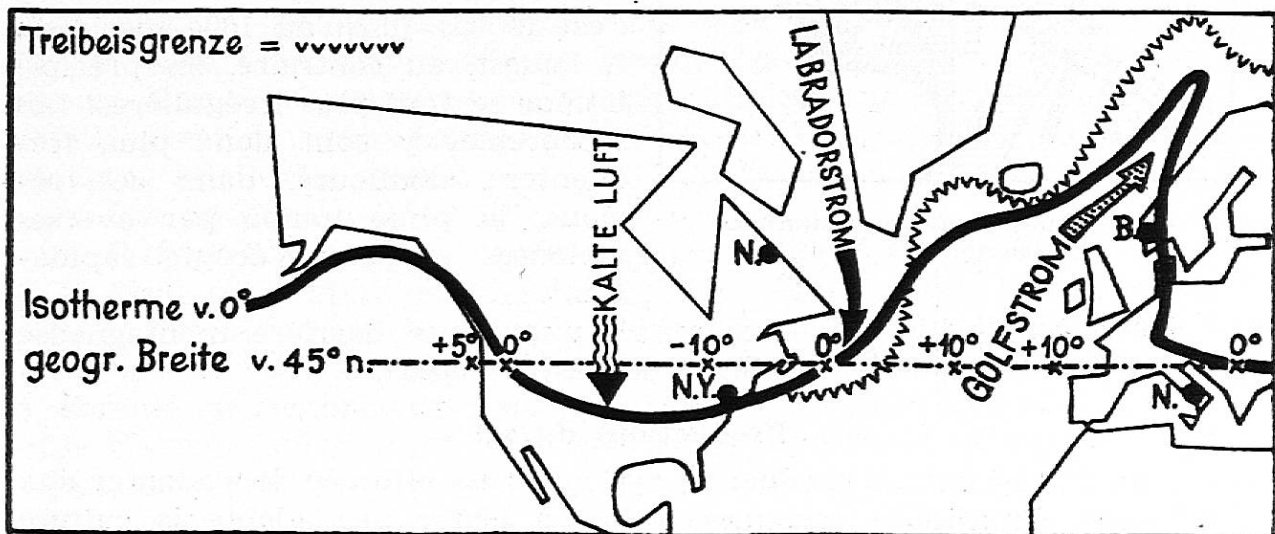 Treibeisgrenze = vvvvvvv
LABRADORSTROM
KALTE LUFT
N.
B.
Isotherme v. 0°
GOLFSTROM
geogr. Breite v. 45° n.
+5°
0°
-10°
0°
+10°
+10°
0°
N.Y.
N.